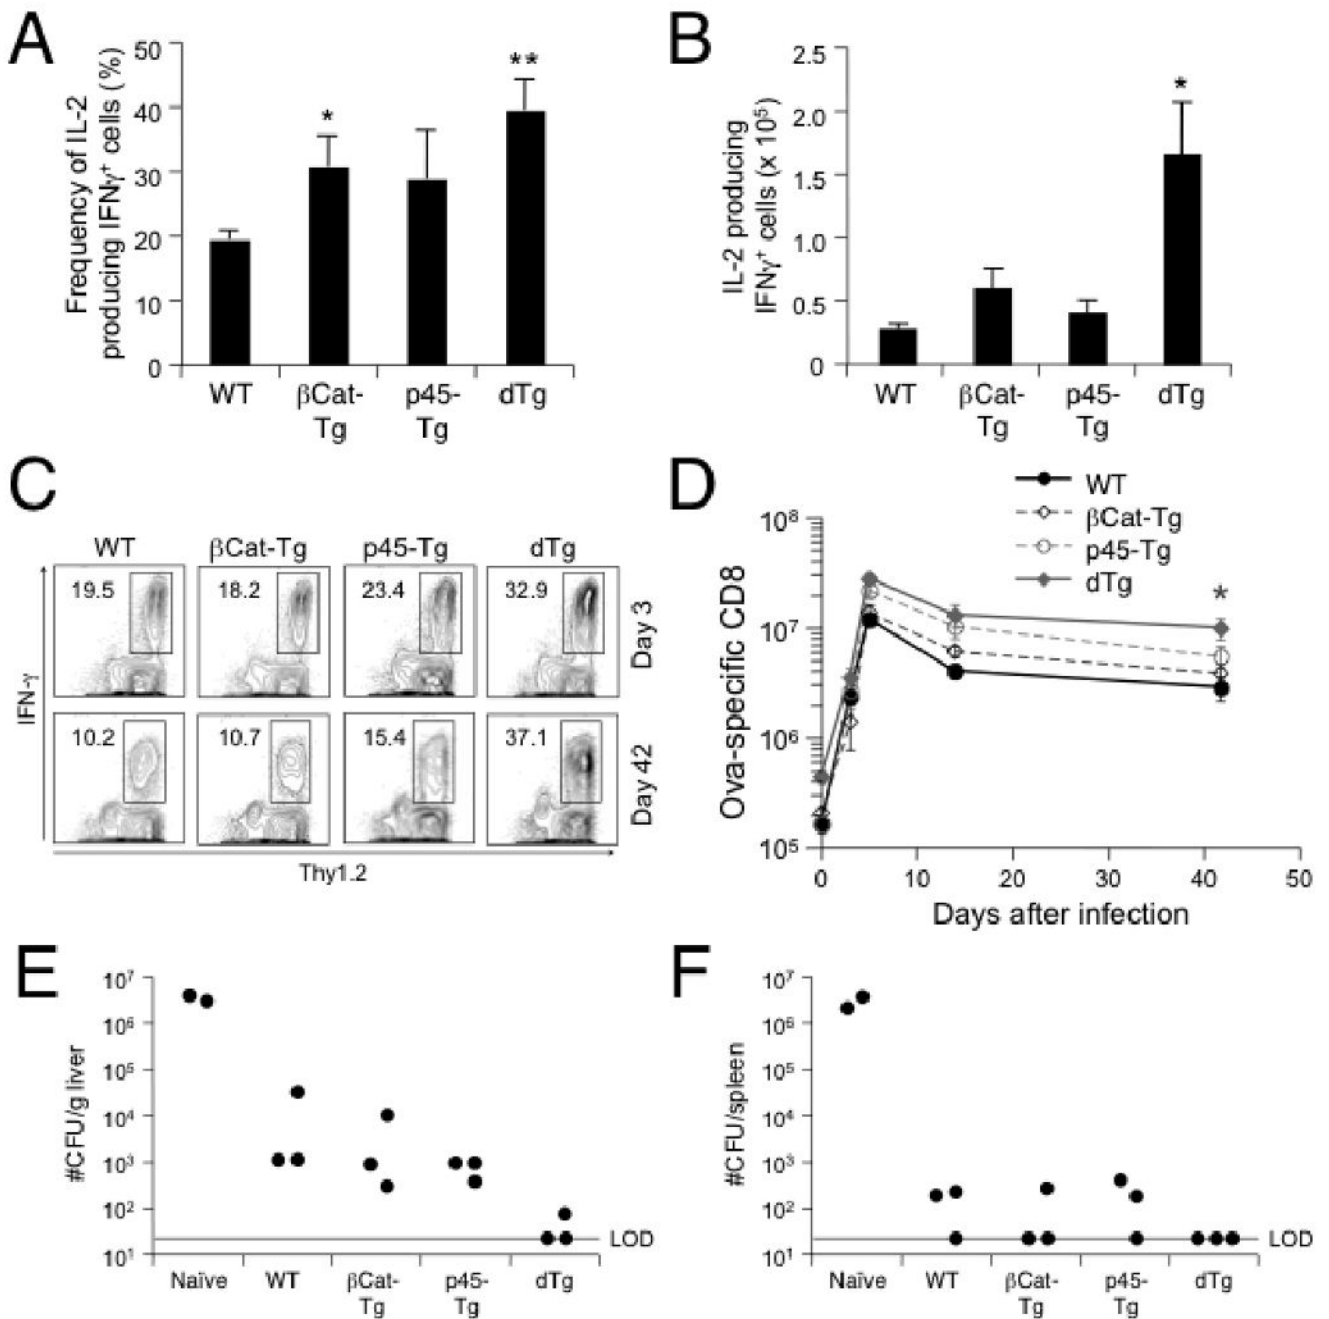 A
Frequency of IL-2
producing IFNγ⁺ cells (%)
50
40
30
20
10
0
*
**
WT
βCat-
Tg
p45-
Tg
dTg
B
IL-2 producing
IFNγ⁺ cells (x 10⁵)
2.5
2.0
1.5
1.0
0.5
0
*
WT
βCat-
Tg
p45-
Tg
dTg
C
WT
βCat-Tg
p45-Tg
dTg
19.5
18.2
23.4
32.9
Day 3
10.2
10.7
15.4
37.1
Day 42
IFN-γ
Thy1.2
D
WT
βCat-Tg
p45-Tg
dTg
Ova-specific CD8
10⁸
10⁷
10⁶
10⁵
*
0
10
20
30
40
50
Days after infection
E
#CFU/g liver
10⁷
10⁶
10⁵
10⁴
10³
10²
10¹
LOD
Naïve
WT
βCat-
Tg
p45-
Tg
dTg
F
#CFU/spleen
10⁷
10⁶
10⁵
10⁴
10³
10²
10¹
LOD
Naïve
WT
βCat-
Tg
p45-
Tg
dTg